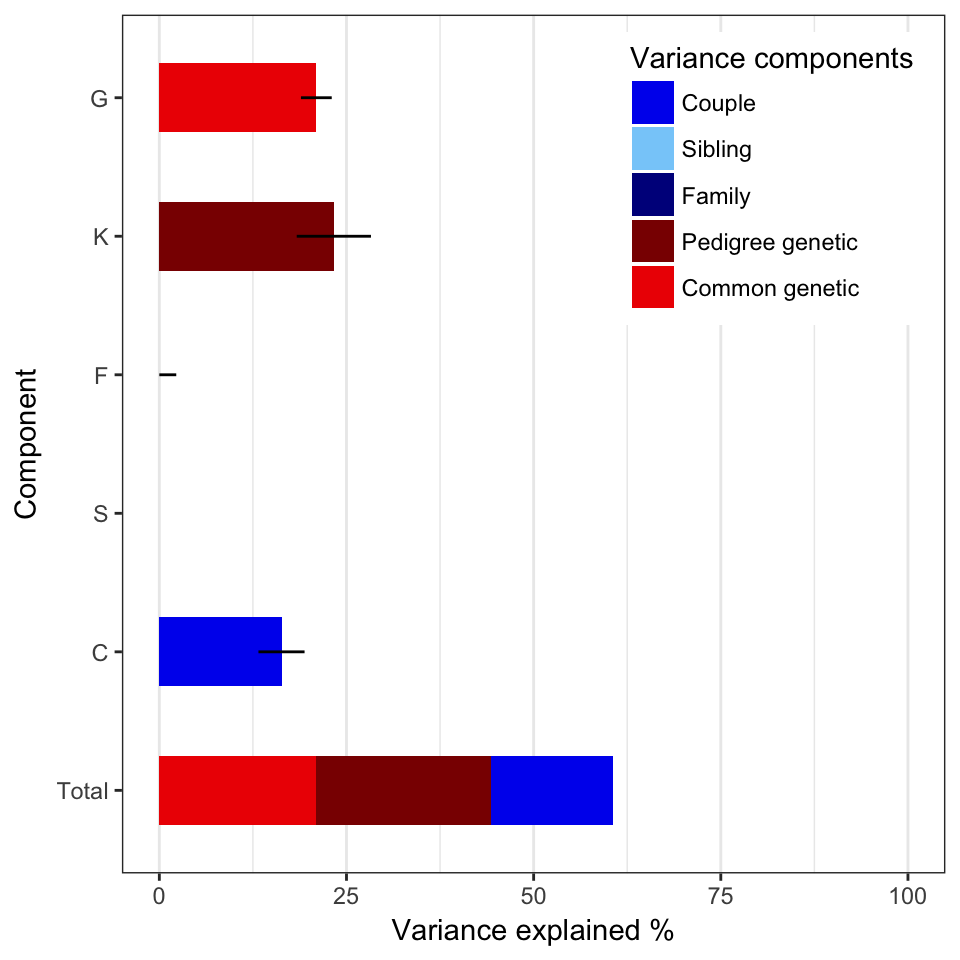 Variance components
Couple
Sibling
Family
Pedigree genetic
Common genetic
G
K
F
S
C
Total
Component
0 25 50 75 100
Variance explained %